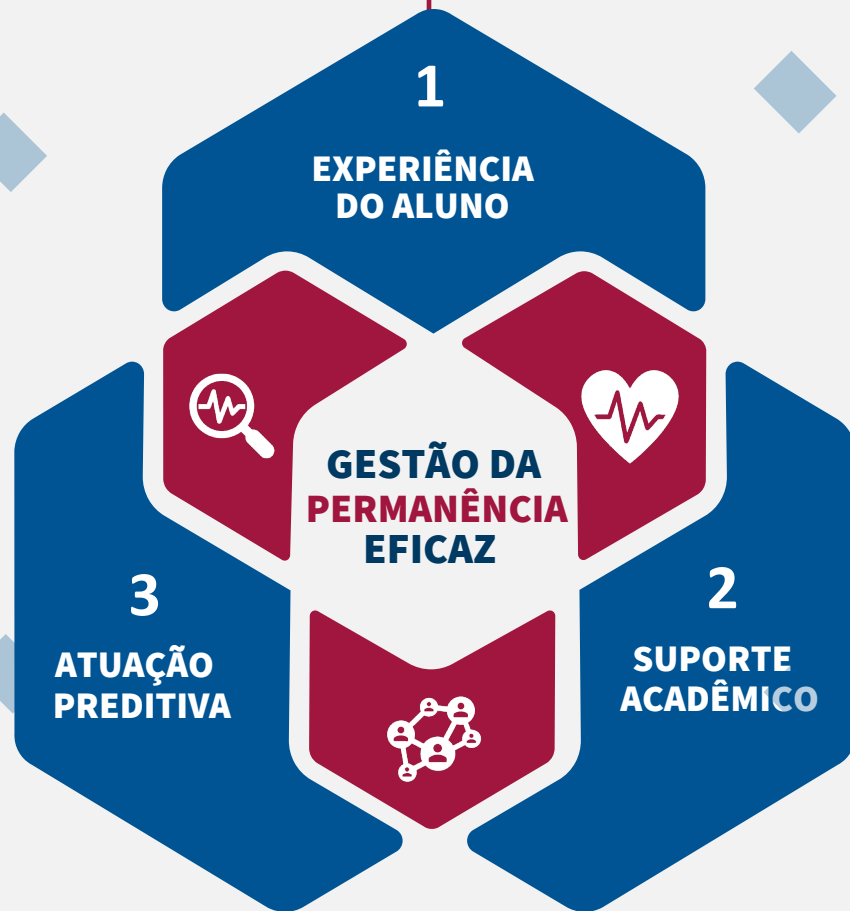 1
EXPERIÊNCIA
DO ALUNO
GESTÃO DA
PERMANÊNCIA
EFICAZ
3
ATUAÇÃO
PREDITIVA
2
SUPORTE
ACADÊMICO